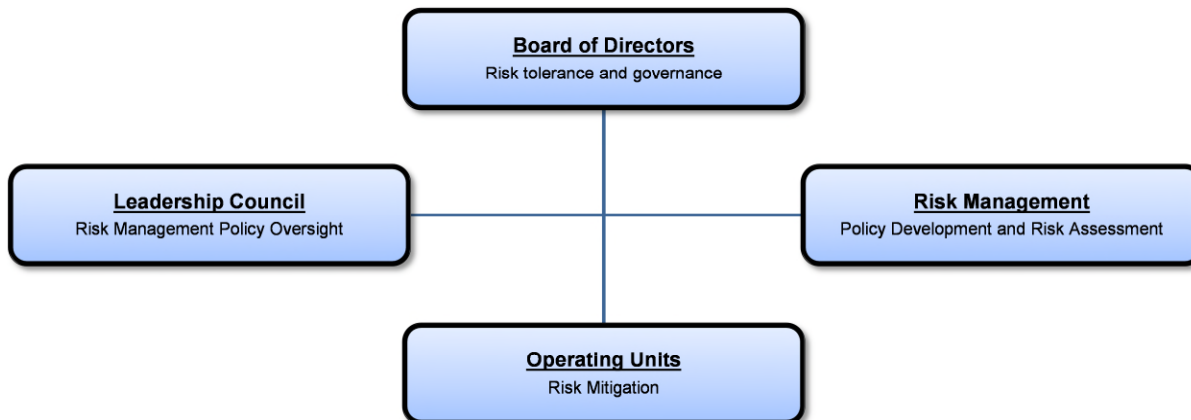 Board of Directors
Risk tolerance and governance
Leadership Council
Risk Management Policy Oversight
Risk Management
Policy Development and Risk Assessment
Operating Units
Risk Mitigation